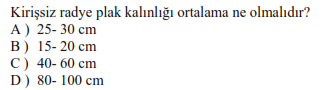 Kirişsiz radye plak kalınlığı ortalama ne olmalıdır?
A ) 25- 30 cm
B ) 15- 20 cm
C ) 40- 60 cm
D ) 80- 100 cm